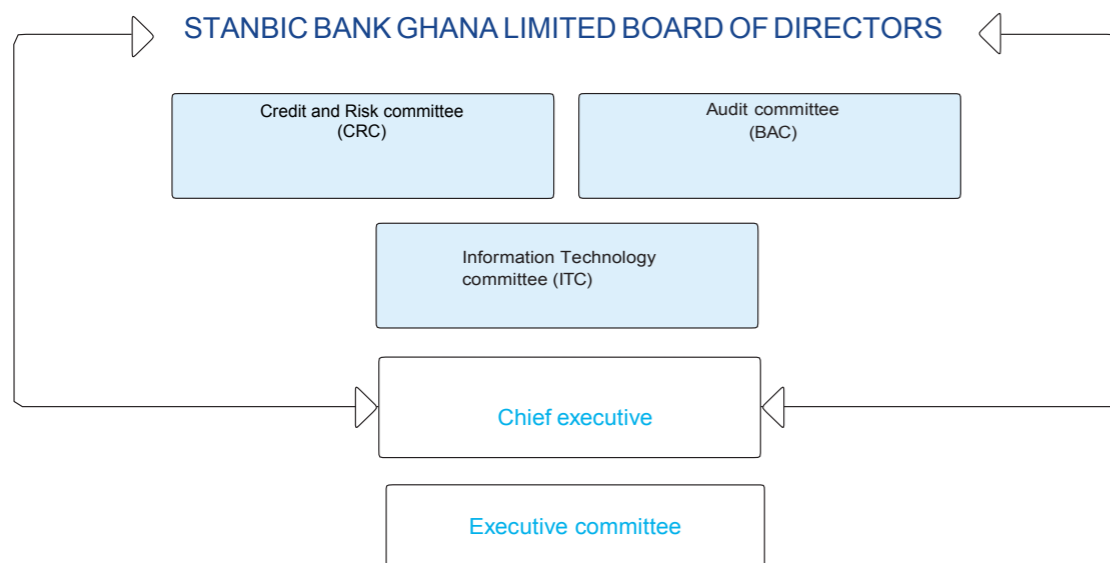 STANBIC BANK GHANA LIMITED BOARD OF DIRECTORS
Credit and Risk committee
(CRC)
Audit committee
(BAC)
Information Technology
committee (ITC)
Chief executive
Executive committee